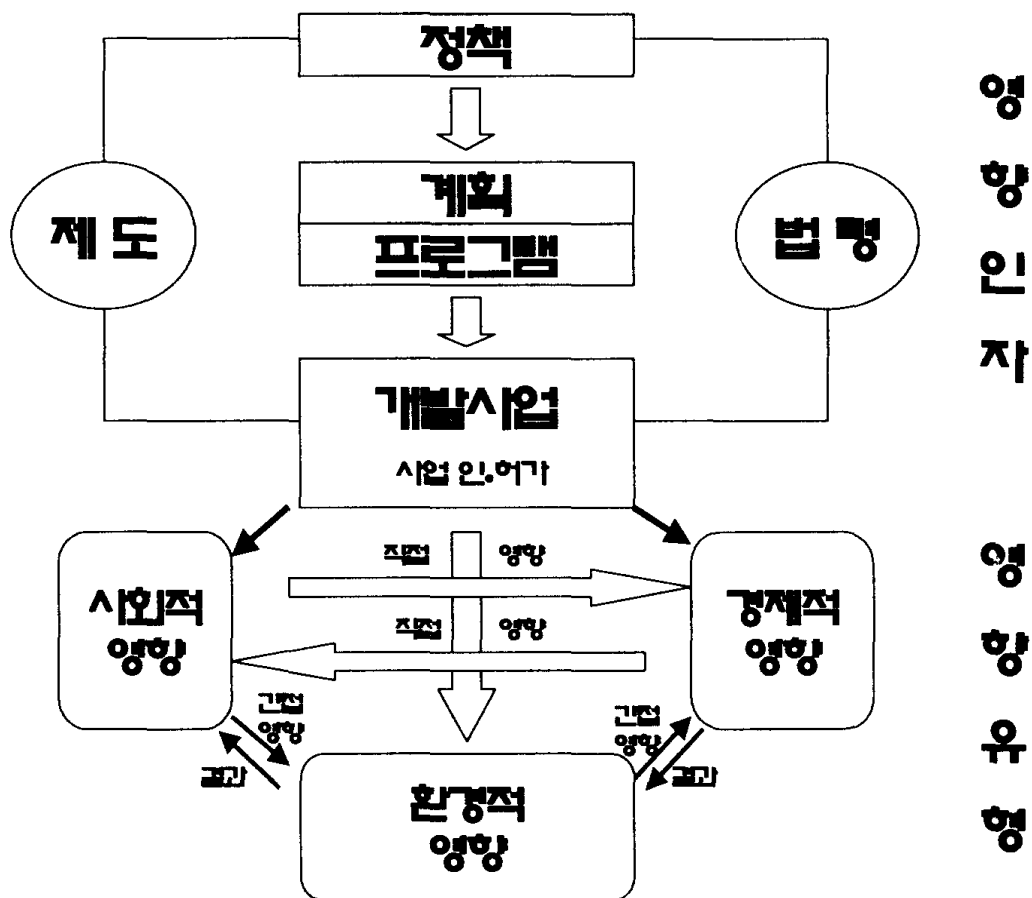 정책
계획
프로그램
제 도
법 령
개발사업
사업 인·허가
직접 영향
직접 영향
사회적
영향
경제적
영향
간접
영향
결과
간접
영향
결과
환경적
영향
영
향
인
자
영
향
유
형